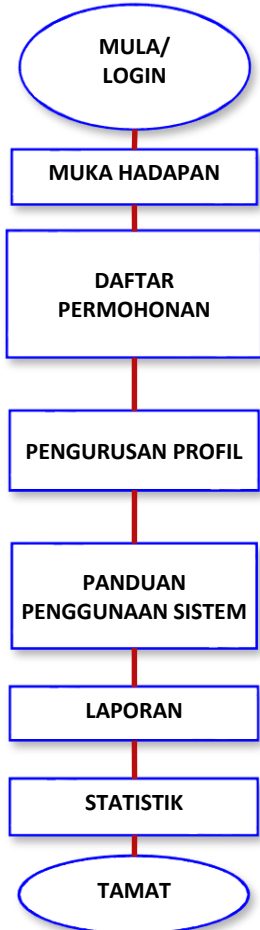 MULA/
LOGIN
MUKA HADAPAN
DAFTAR
PERMOHONAN
PENGURUSAN PROFIL
PANDUAN
PENGGUNAAN SISTEM
LAPORAN
STATISTIK
TAMAT